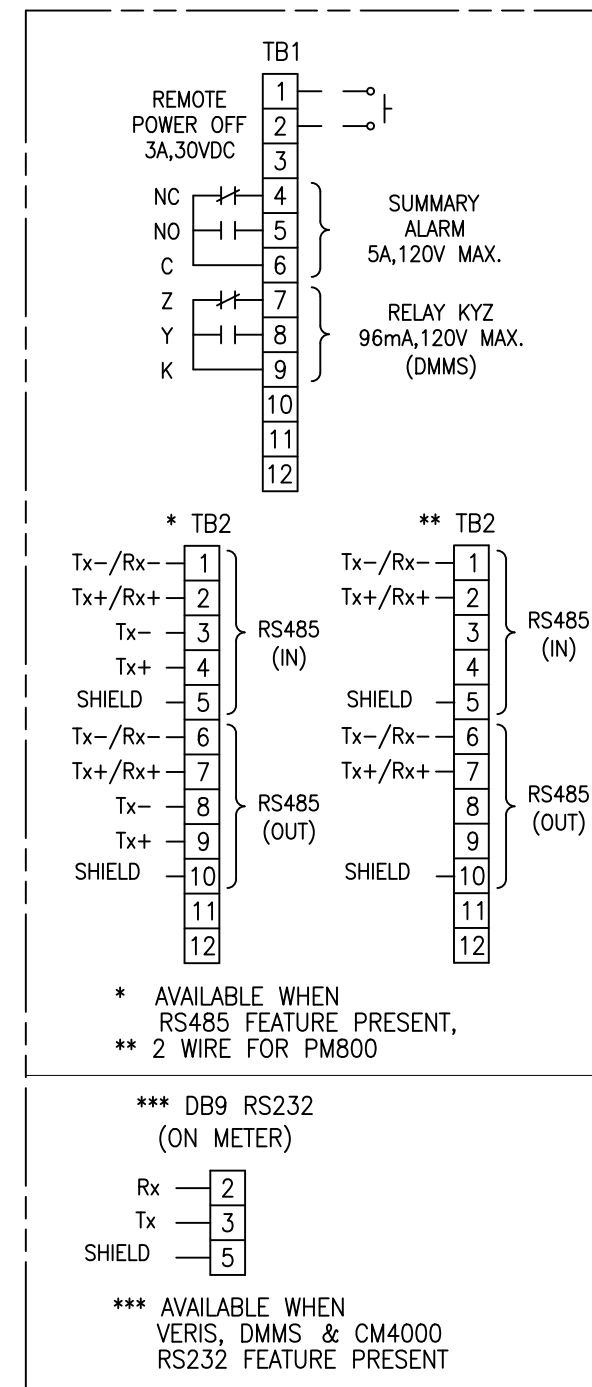 TB1
REMOTE
POWER OFF
3A,30VDC
1
2
3
NC 4
NO 5
C 6
SUMMARY
ALARM
5A,120V MAX.
Z 7
Y 8
K 9
RELAY KYZ
96mA,120V MAX.
(DMMS)
10
11
12
* TB2
Tx-/Rx- 1
Tx+/Rx+ 2
Tx- 3
Tx+ 4
SHIELD 5
RS485
(IN)
Tx-/Rx- 6
Tx+/Rx+ 7
Tx- 8
Tx+ 9
SHIELD 10
RS485
(OUT)
11
12
** TB2
Tx-/Rx- 1
Tx+/Rx+ 2
3
4
SHIELD 5
RS485
(IN)
Tx-/Rx- 6
Tx+/Rx+ 7
8
9
SHIELD 10
RS485
(OUT)
11
12
* AVAILABLE WHEN
RS485 FEATURE PRESENT,
** 2 WIRE FOR PM800
*** DB9 RS232
(ON METER)
Rx 2
Tx 3
SHIELD 5
*** AVAILABLE WHEN
VERIS, DMMS & CM4000
RS232 FEATURE PRESENT